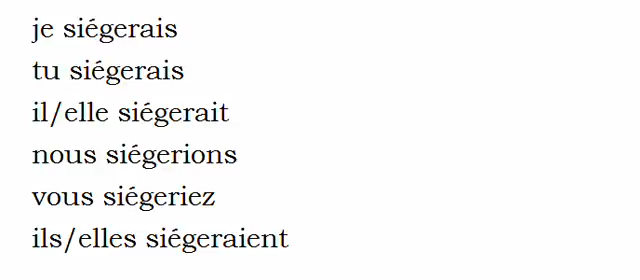 je siégerais
tu siégerais
il/elle siégerait
nous siégerions
vous siégeriez
ils/elles siégeraient